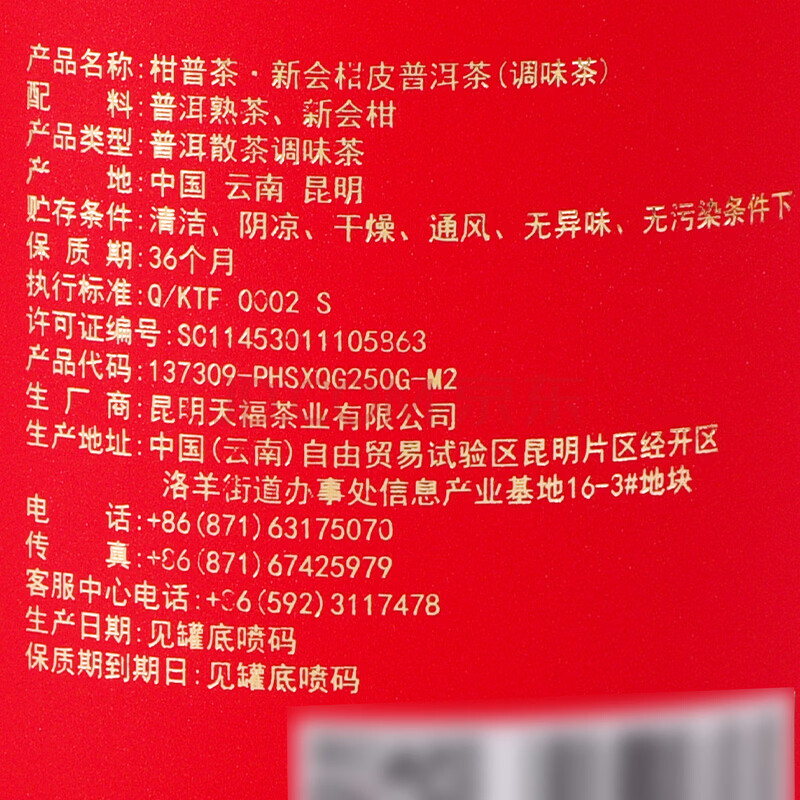 产品名称:柑普茶·新会柑皮普洱茶(调味茶)
配 料:普洱熟茶、新会柑
产品类型:普洱散茶调味茶
产 地:中国 云南 昆明
贮存条件:清洁、阴凉、干燥、通风、无异味、无污染条件下
保 质 期:36个月
执行标准:Q/KTF 0002 S
许可证编号:SC11453011105863
产品代码:137309-PHSXQG250G-M2
生 厂 商:昆明天福茶业有限公司
生产地址:中国(云南)自由贸易试验区昆明片区经开区
洛羊街道办事处信息产业基地16-3#地块
电 话:+86(871)63175070
传 真:+86(871)67425979
客服中心电话:+86(592)3117478
生产日期:见罐底喷码
保质期到期日:见罐底喷码